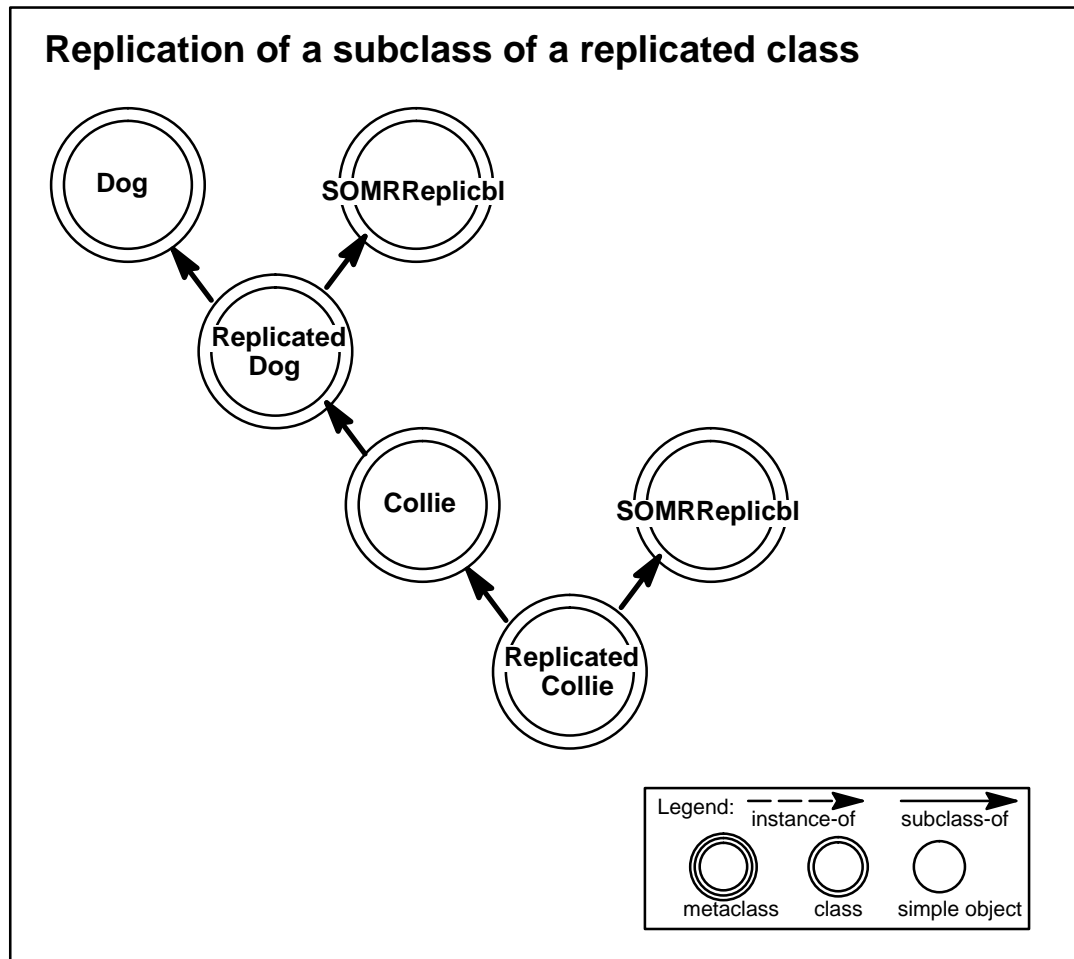 Replication of a subclass of a replicated class
Dog
SOMRReplicbl
Replicated
Dog
Collie
SOMRReplicbl
Replicated
Collie
Legend:
instance-of
subclass-of
metaclass
class
simple object